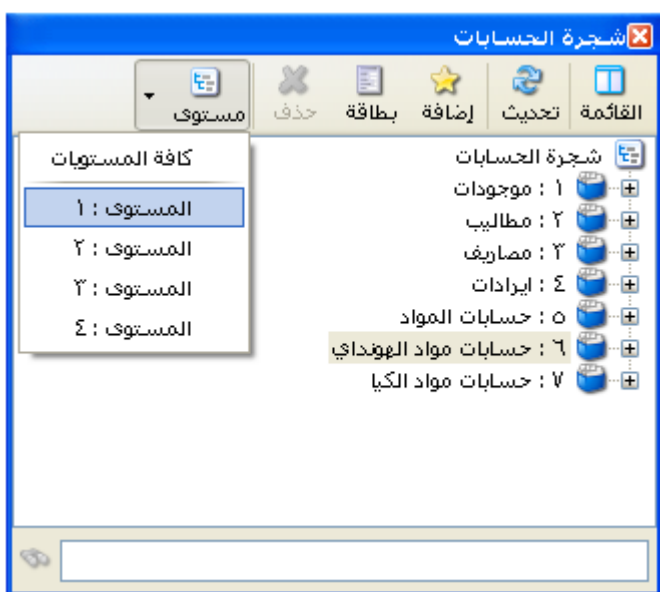 شجرة الحسابات
القائمة تحديث إضافة بطاقة حذف مستوى
كافة المستويات
المستوى : ١
المستوى : ٢
المستوى : ٣
المستوى : ٤
شجرة الحسابات
١ : موجودات
٢ : مطاليب
٣ : مصاريف
٤ : ايرادات
٥ : حسابات المواد
٦ : حسابات مواد الهونداي
٧ : حسابات مواد الكيا